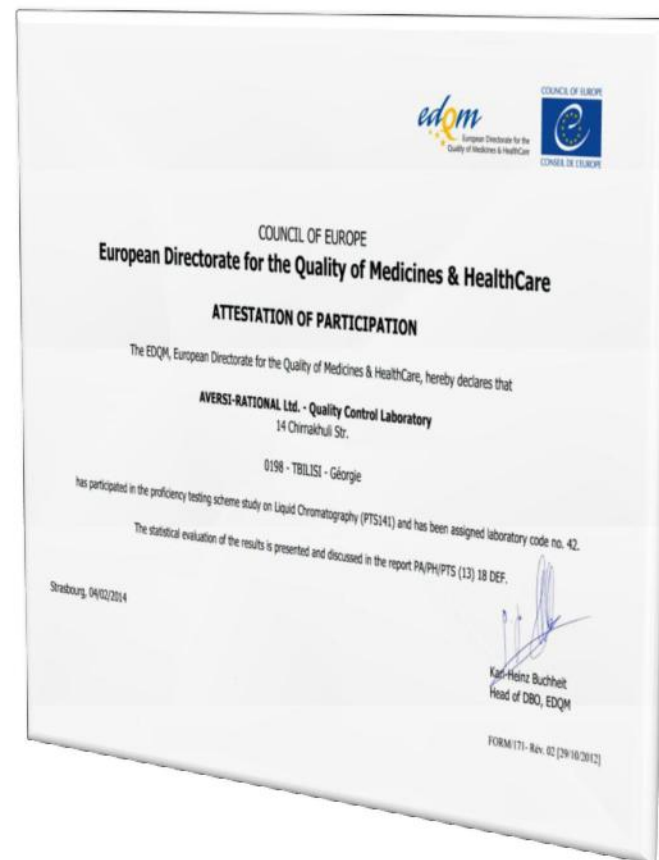 edqm
European Directorate for the
Quality of Medicines & HealthCare
COUNCIL OF EUROPE
CONSEIL DE L'EUROPE
COUNCIL OF EUROPE
European Directorate for the Quality of Medicines & HealthCare
ATTESTATION OF PARTICIPATION
The EDQM, European Directorate for the Quality of Medicines & HealthCare, hereby declares that
AVERSI-RATIONAL Ltd. - Quality Control Laboratory
14 Chirnakhuli Str.
0198 - TBILISI - Géorgie
has participated in the proficiency testing scheme study on Liquid Chromatography (PTS141) and has been assigned laboratory code no. 42.
The statistical evaluation of the results is presented and discussed in the report PA/PH/PTS (13) 18 DEF.
Strasbourg, 04/02/2014
Karl-Heinz Buchheit
Head of DBO, EDQM
FORM/171- Rev. 02 [29/10/2012]